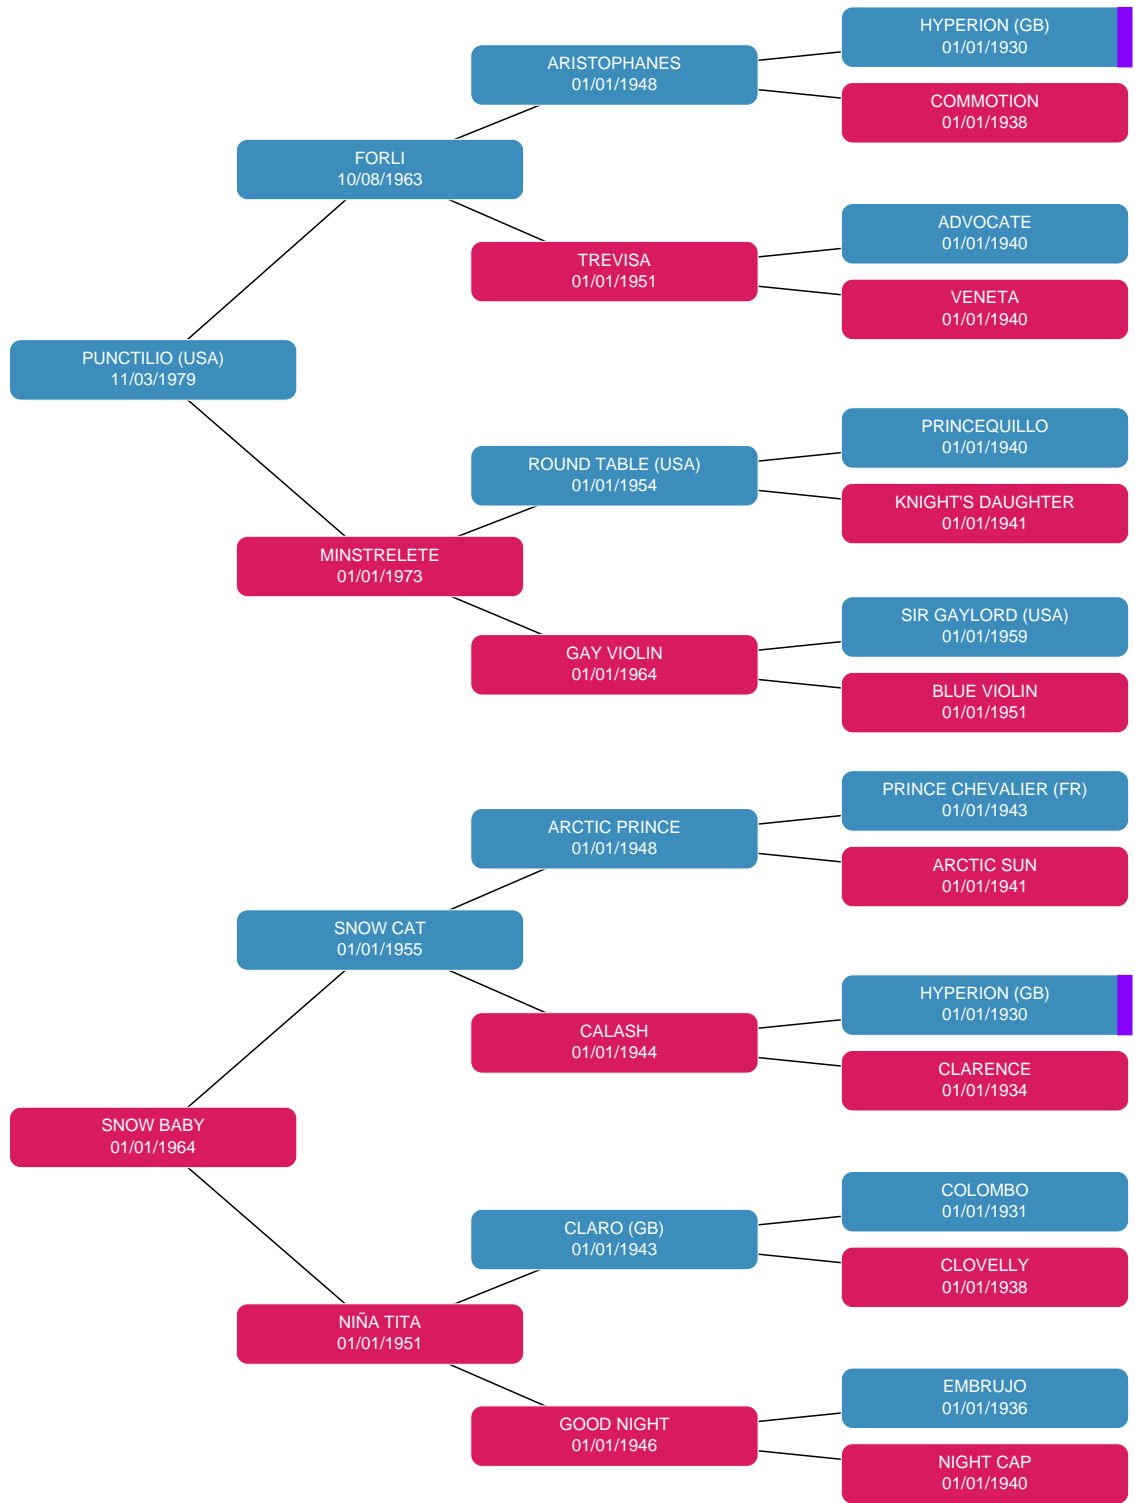 HYPERION (GB)
01/01/1930
ARISTOPHANES
01/01/1948
COMMOTION
01/01/1938
FORLI
10/08/1963
ADVOCATE
01/01/1940
TREVISA
01/01/1951
VENETA
01/01/1940
PUNCTILIO (USA)
11/03/1979
PRINCEQUILLO
01/01/1940
ROUND TABLE (USA)
01/01/1954
KNIGHT'S DAUGHTER
01/01/1941
MINSTRELETE
01/01/1973
SIR GAYLORD (USA)
01/01/1959
GAY VIOLIN
01/01/1964
BLUE VIOLIN
01/01/1951
PRINCE CHEVALIER (FR)
01/01/1943
ARCTIC PRINCE
01/01/1948
ARCTIC SUN
01/01/1941
SNOW CAT
01/01/1955
HYPERION (GB)
01/01/1930
CALASH
01/01/1944
CLARENCE
01/01/1934
SNOW BABY
01/01/1964
COLOMBO
01/01/1931
CLARO (GB)
01/01/1943
CLOVELLY
01/01/1938
NIÑA TITA
01/01/1951
EMBRUJO
01/01/1936
GOOD NIGHT
01/01/1946
NIGHT CAP
01/01/1940